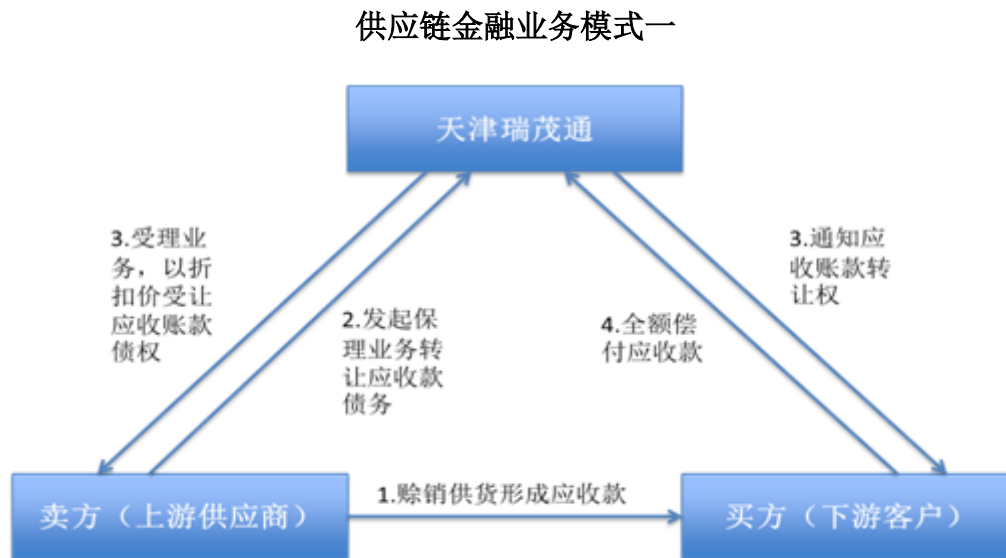 供应链金融业务模式一
天津瑞茂通
3.受理业
务，以折
扣价受让
应收账款
债权
2.发起保
理业务转
让应收款
债务
4.全额偿
付应收款
3.通知应
收账款转
让权
卖方（上游供应商）
1.赊销供货形成应收款
买方（下游客户）